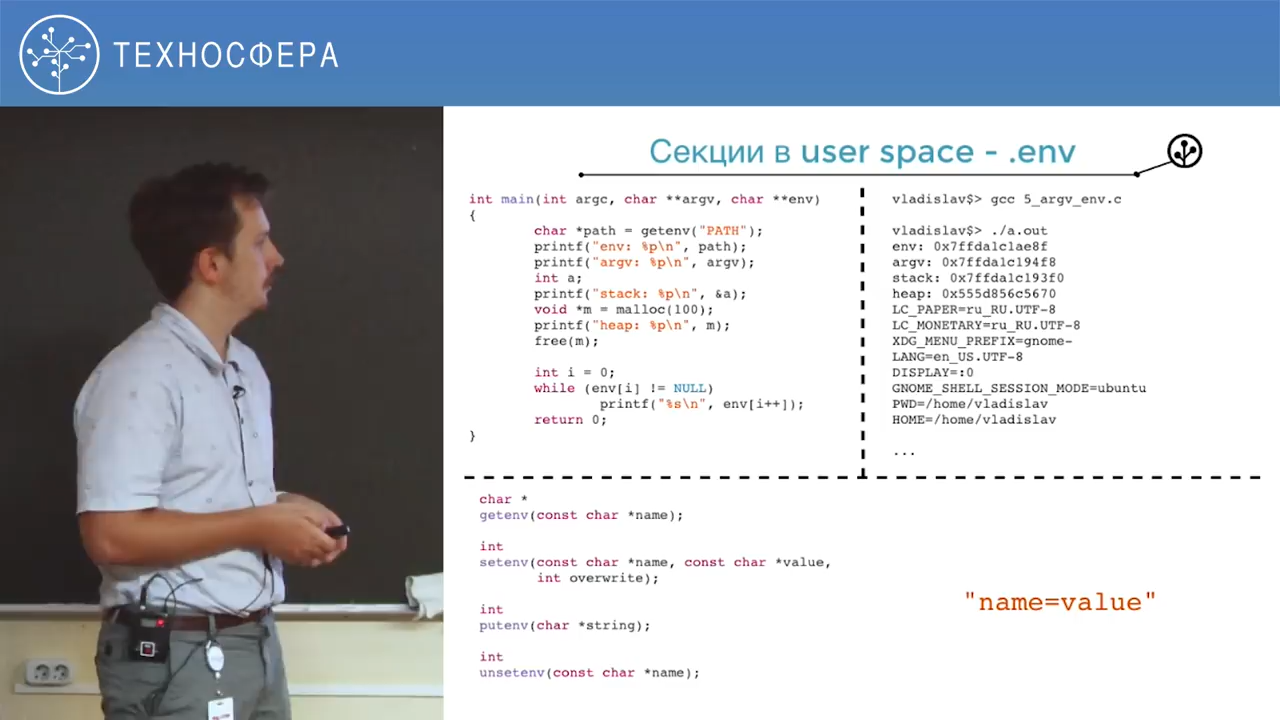 ТЕХНОСФЕРА
Секции в user space - .env
int main(int argc, char **argv, char **env)
{
char *path = getenv("PATH");
printf("env: %p\n", path);
printf("argv: %p\n", argv);
int a;
printf("stack: %p\n", &a);
void *m = malloc(100);
printf("heap: %p\n", m);
free(m);
int i = 0;
while (env[i] != NULL)
printf("%s\n", env[i++]);
return 0;
}
vladislav$> gcc 5_argv_env.c
vladislav$> ./a.out
env: 0x7ffda1c1ae8f
argv: 0x7ffda1c194f8
stack: 0x7ffda1c193f0
heap: 0x555d856c5670
LC_PAPER=ru_RU.UTF-8
LC_MONETARY=ru_RU.UTF-8
XDG_MENU_PREFIX=gnome-
LANG=en_US.UTF-8
DISPLAY=:0
GNOME_SHELL_SESSION_MODE=ubuntu
PWD=/home/vladislav
HOME=/home/vladislav
...
char *
getenv(const char *name);
int
setenv(const char *name, const char *value,
int overwrite);
int
putenv(char *string);
int
unsetenv(const char *name);
"name=value"